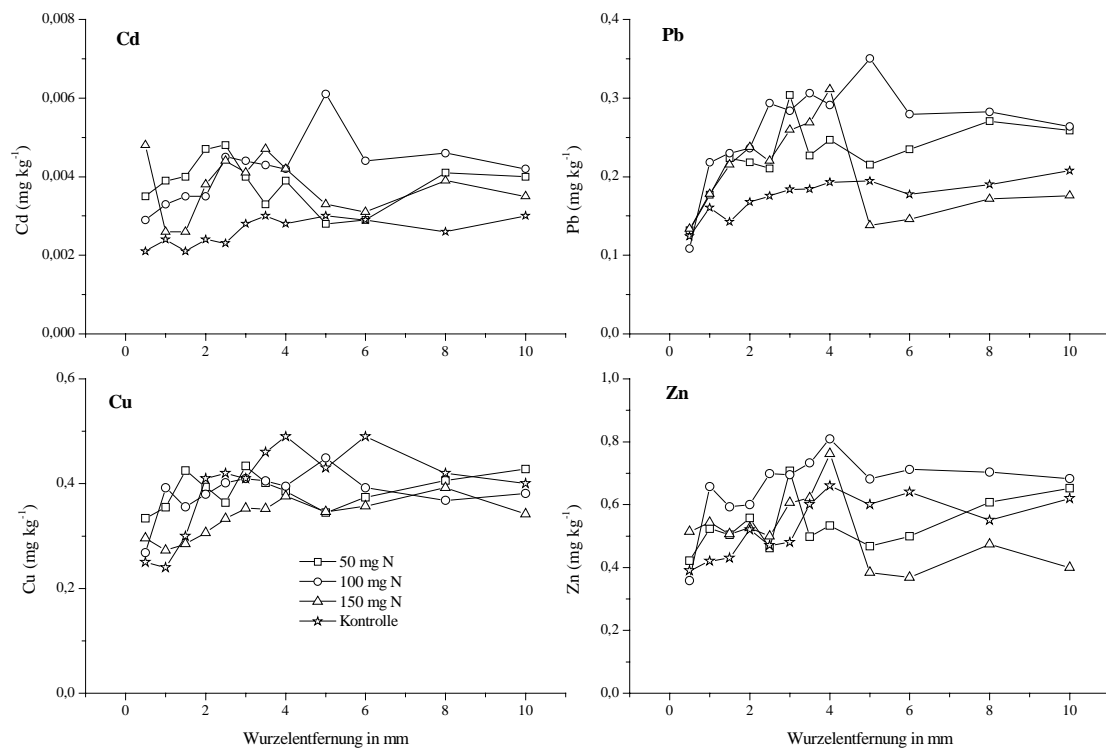 Cd
Cd (mg kg⁻¹)
0,008
0,006
0,004
0,002
0,000
0 2 4 6 8 10
Pb
Pb (mg kg⁻¹)
0,4
0,3
0,2
0,1
0,0
0 2 4 6 8 10
Cu
Cu (mg kg⁻¹)
0,6
0,4
0,2
0,0
50 mg N
100 mg N
150 mg N
Kontrolle
0 2 4 6 8 10
Wurzelentfernung in mm
Zn
Zn (mg kg⁻¹)
1,0
0,8
0,6
0,4
0,2
0,0
0 2 4 6 8 10
Wurzelentfernung in mm